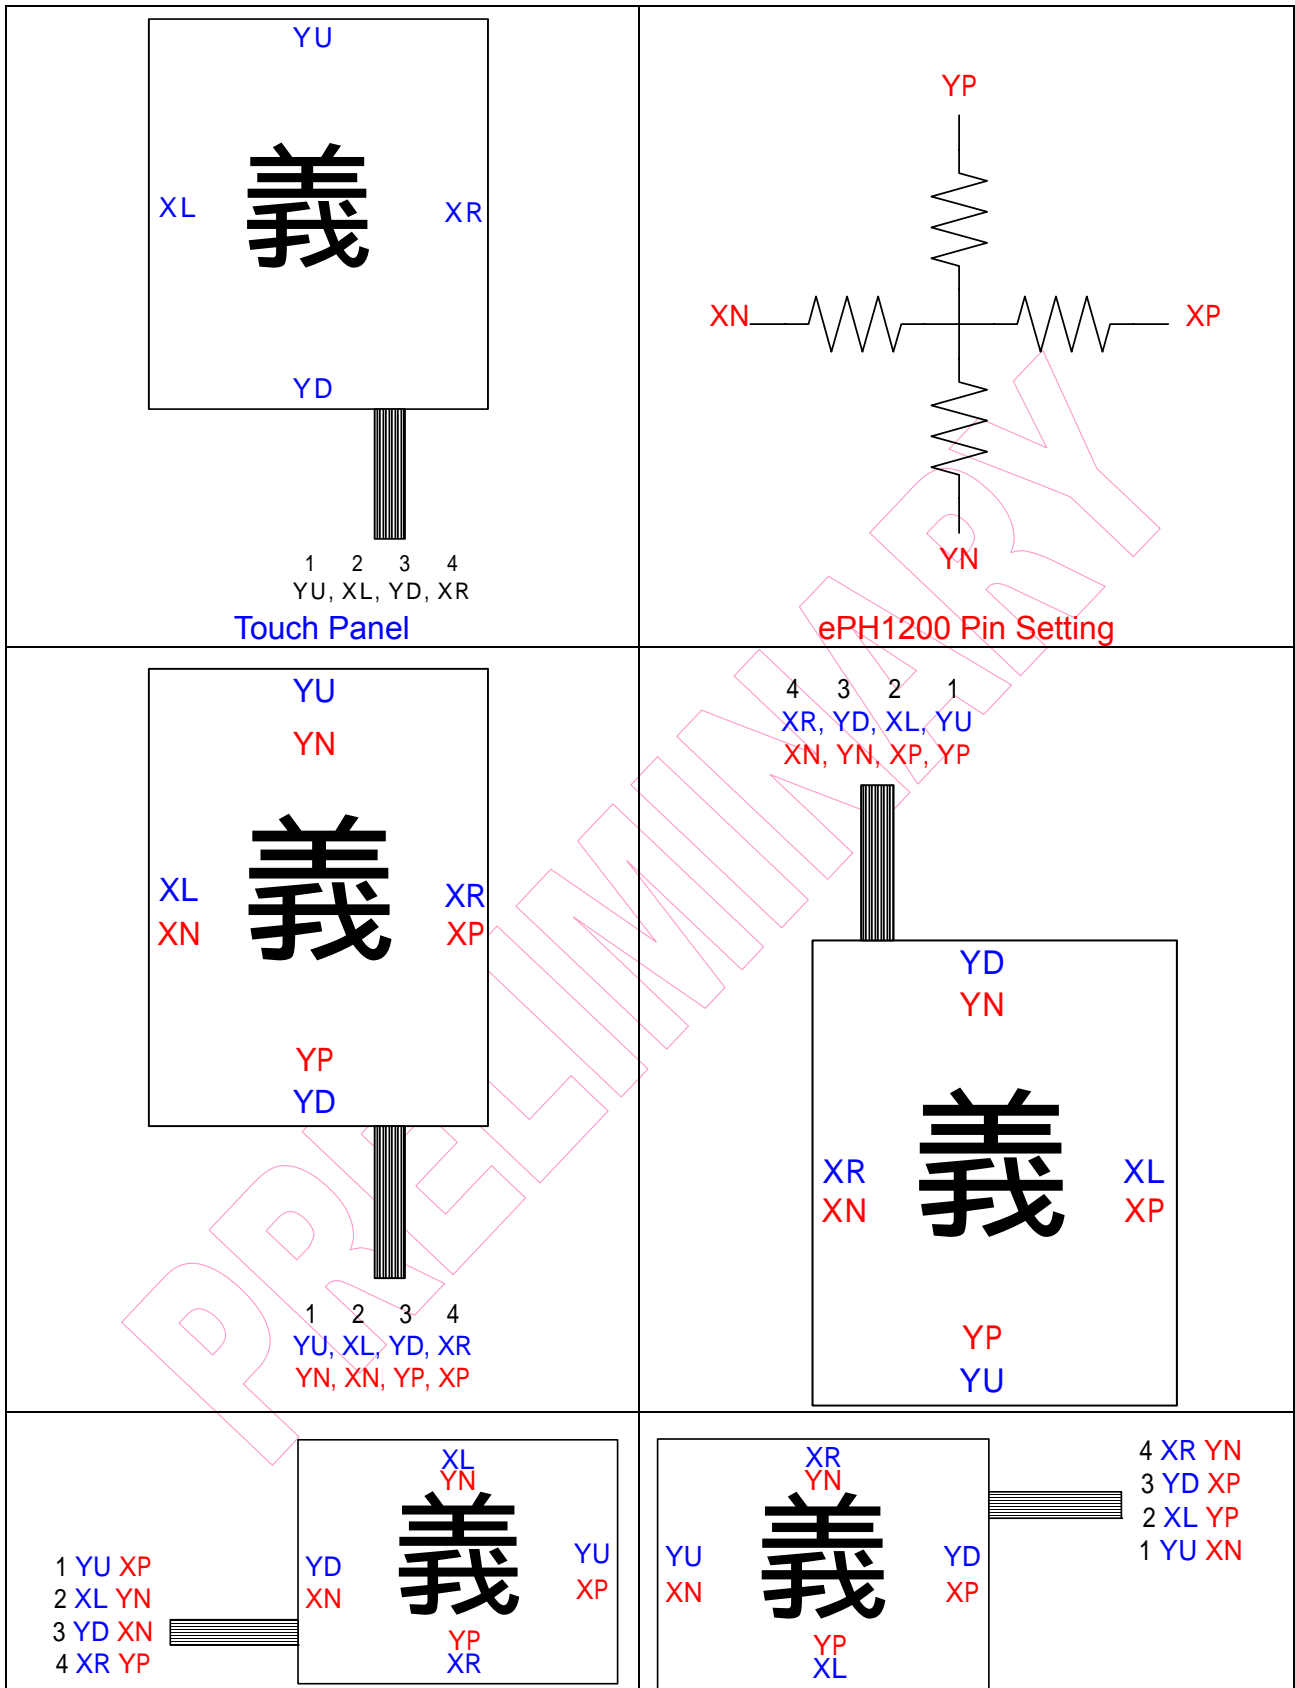 YU
義
XL
XR
YD
1 2 3 4
YU, XL, YD, XR
Touch Panel
YP
XN
XP
YN
ePH1200 Pin Setting
YU
YN
義
XL
XR
XN
XP
YP
YD
1 2 3 4
YU, XL, YD, XR
YN, XN, YP, XP
4 3 2 1
XR, YD, XL, YU
XN, YN, XP, YP
YD
YN
義
XR
XL
XN
XP
YP
YU
XL
YN
義
YD
YU
XN
XP
YP
XR
1 YU XP
2 XL YN
3 YD XN
4 XR YP
XR
YN
義
YU
YD
XN
XP
YP
XL
4 XR YN
3 YD XP
2 XL YP
1 YU XN
PRELIMINARY